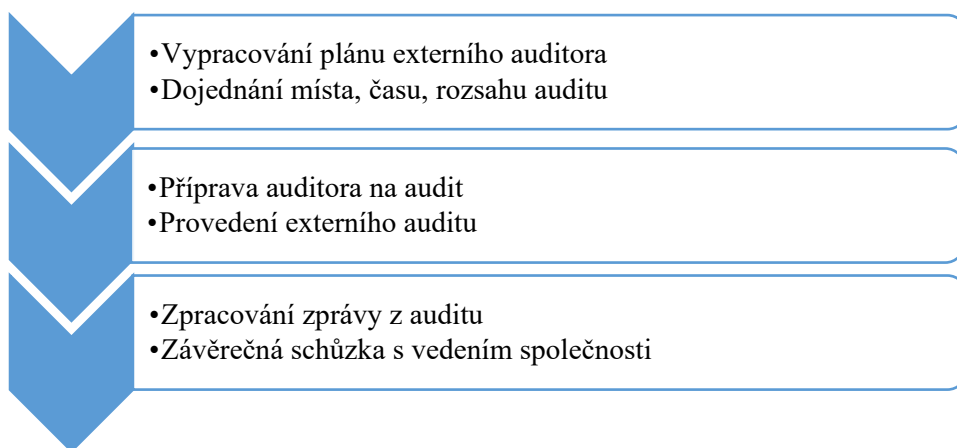 •Vypracování plánu externího auditora
•Dojednání místa, času, rozsahu auditu
•Příprava auditora na audit
•Provedení externího auditu
•Zpracování zprávy z auditu
•Závěrečná schůzka s vedením společnosti